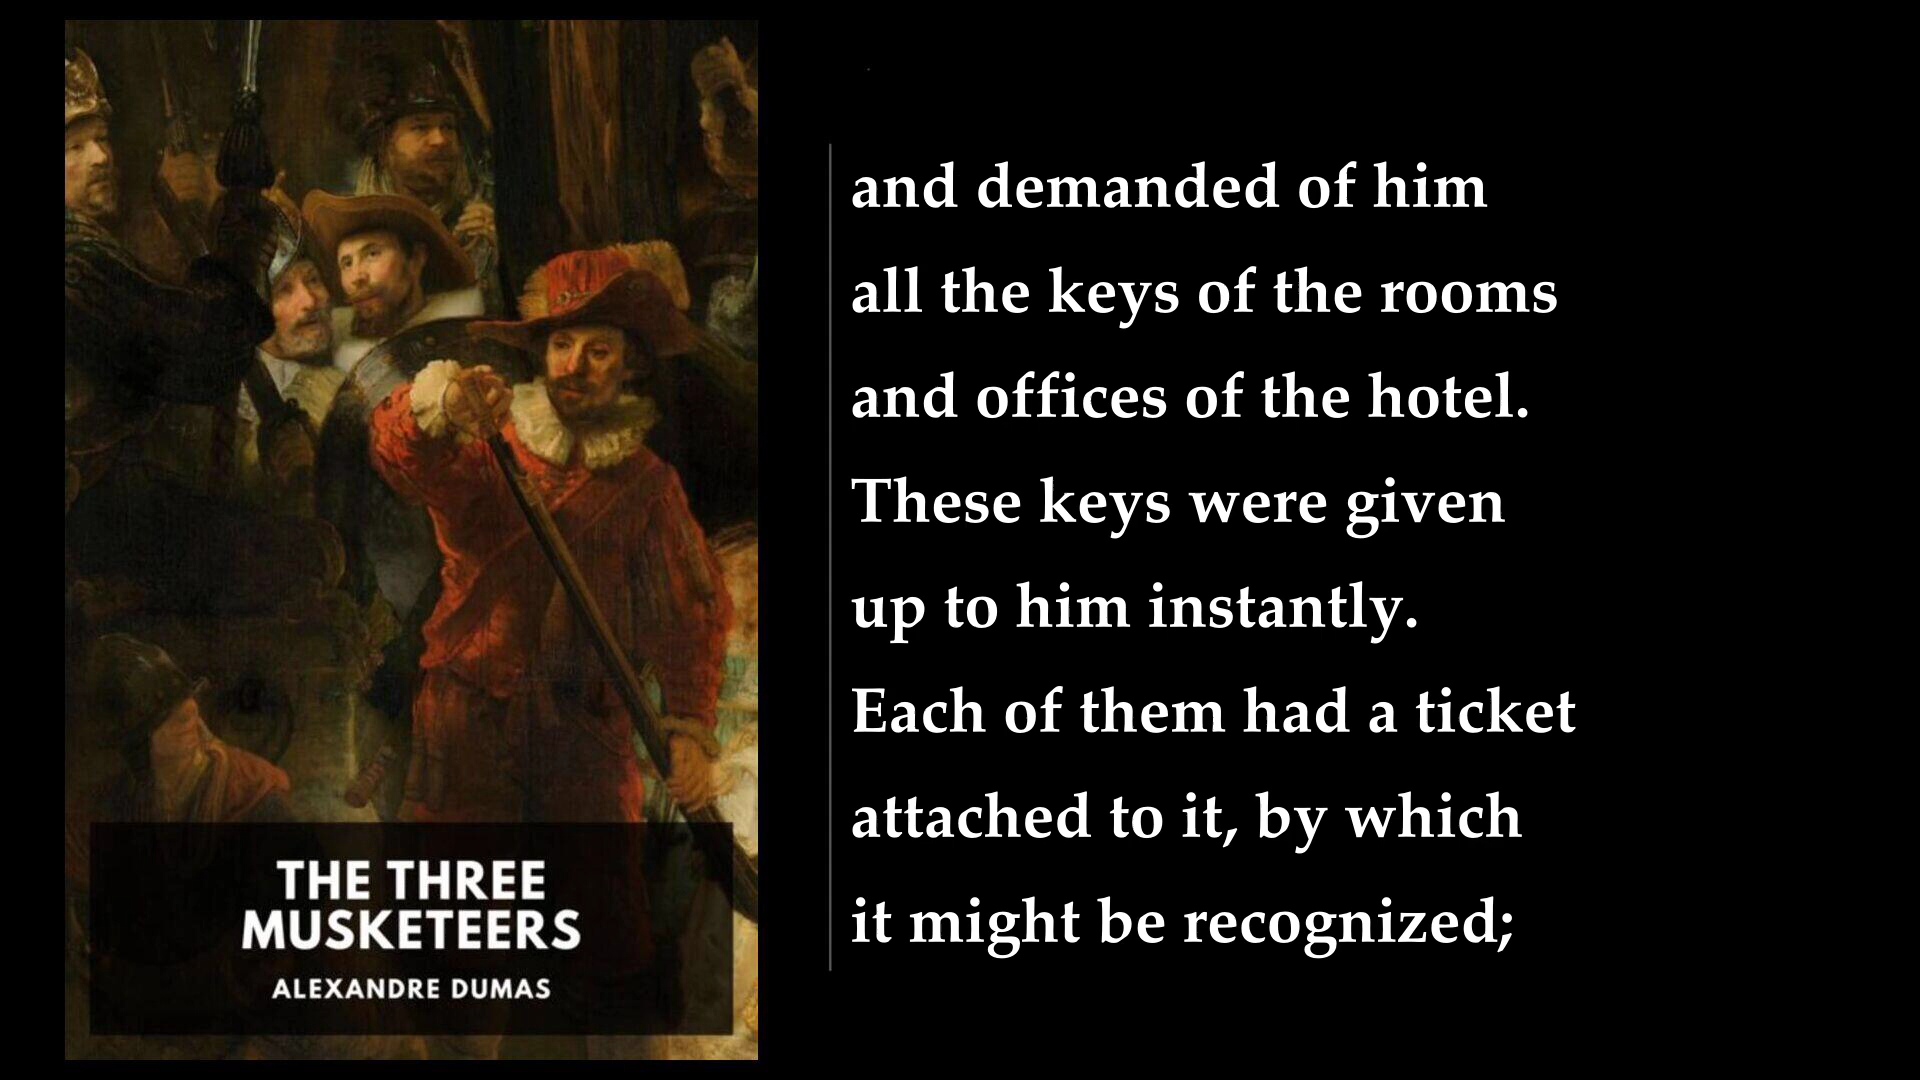 THE THREE
MUSKETEERS
ALEXANDRE DUMAS
and demanded of him
all the keys of the rooms
and offices of the hotel.
These keys were given
up to him instantly.
Each of them had a ticket
attached to it, by which
it might be recognized;